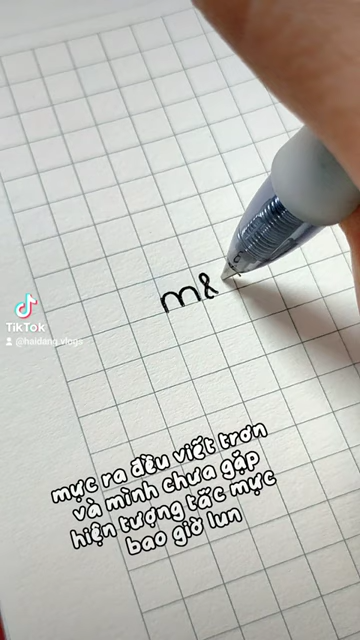 m&
TikTok
@haidang.vlogs
mực ra đều viết trơn
và mình chưa gặp
hiện tượng tắc mực
bao giờ lun